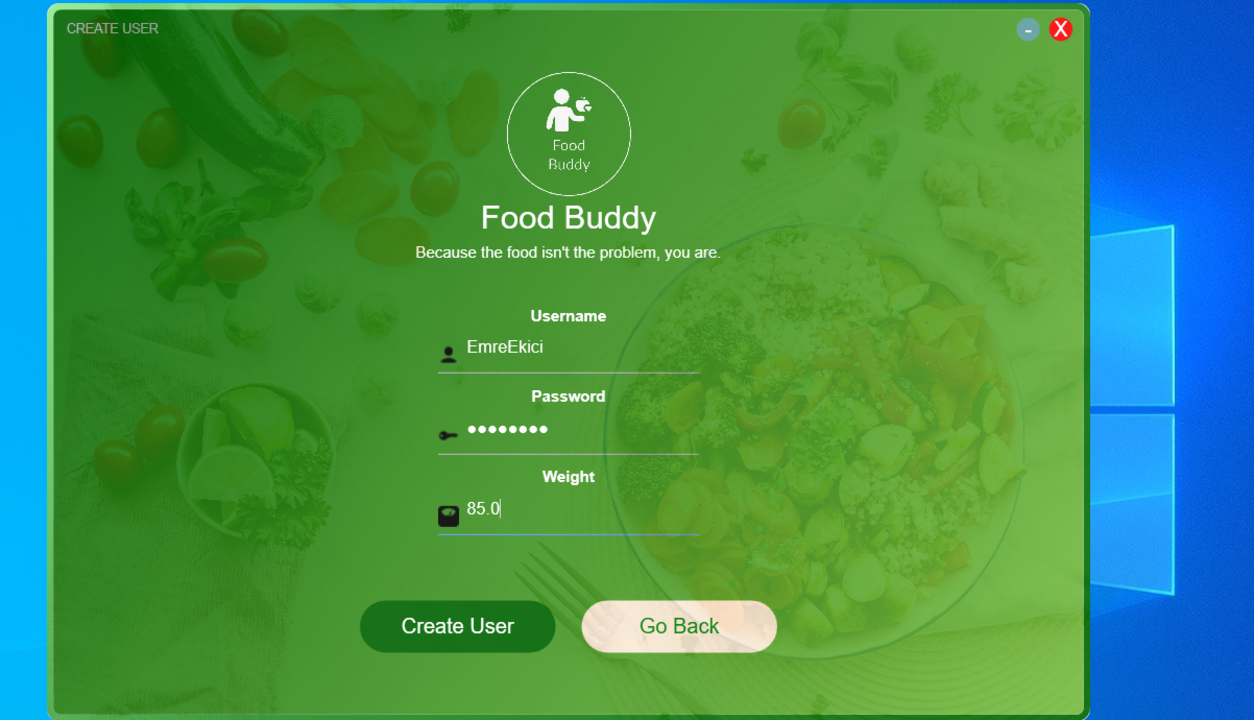 CREATE USER
-
X
Food
Buddy
Food Buddy
Because the food isn't the problem, you are.
Username
EmreEkici
Password
••••••••
Weight
85.0
Create User
Go Back